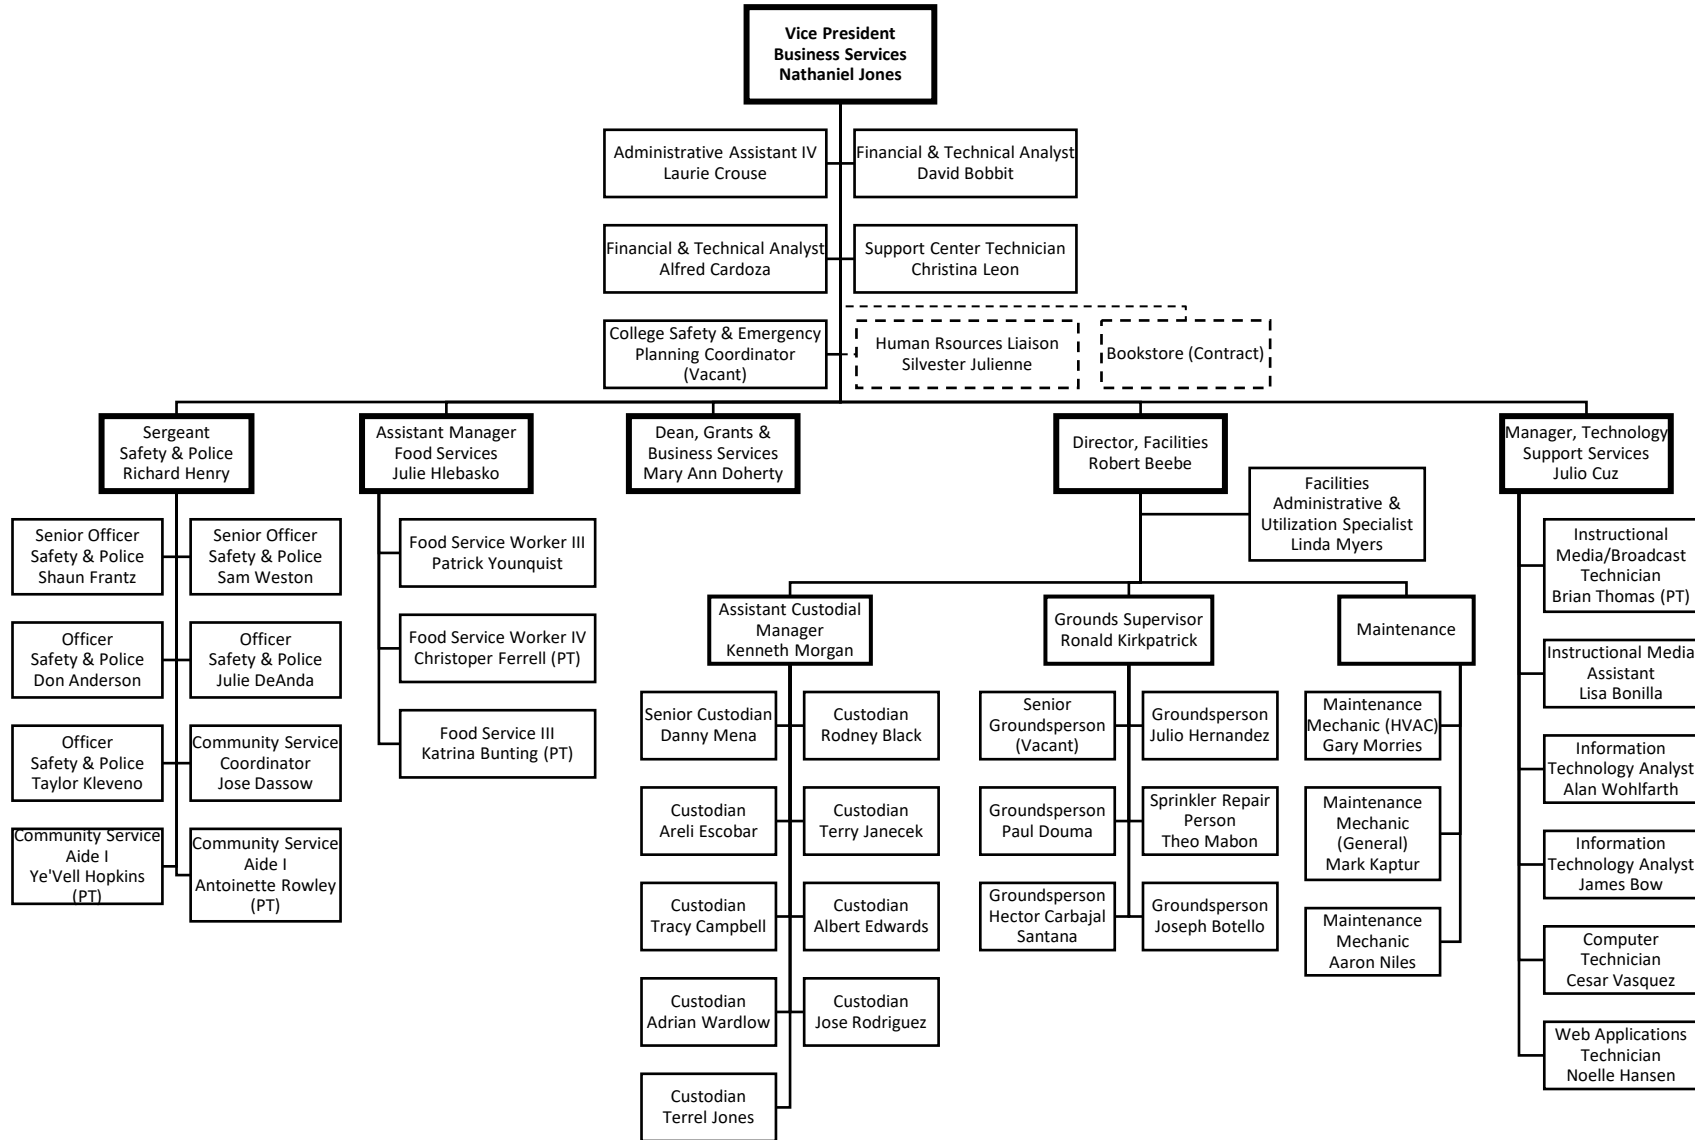 Vice President
Business Services
Nathaniel Jones
Administrative Assistant IV
Laurie Crouse
Financial & Technical Analyst
David Bobbit
Financial & Technical Analyst
Alfred Cardoza
Support Center Technician
Christina Leon
College Safety & Emergency
Planning Coordinator
(Vacant)
Human Rsources Liaison
Silvester Julienne
Bookstore (Contract)
Sergeant
Safety & Police
Richard Henry
Assistant Manager
Food Services
Julie Hlebasko
Dean, Grants &
Business Services
Mary Ann Doherty
Director, Facilities
Robert Beebe
Manager, Technology
Support Services
Julio Cuz
Facilities
Administrative &
Utilization Specialist
Linda Myers
Senior Officer
Safety & Police
Shaun Frantz
Senior Officer
Safety & Police
Sam Weston
Officer
Safety & Police
Don Anderson
Officer
Safety & Police
Julie DeAnda
Officer
Safety & Police
Taylor Kleveno
Community Service
Coordinator
Jose Dassow
Community Service
Aide I
Ye'Vell Hopkins
(PT)
Community Service
Aide I
Antoinette Rowley
(PT)
Food Service Worker III
Patrick Younquist
Food Service Worker IV
Christoper Ferrell (PT)
Food Service III
Katrina Bunting (PT)
Assistant Custodial
Manager
Kenneth Morgan
Grounds Supervisor
Ronald Kirkpatrick
Maintenance
Senior Custodian
Danny Mena
Custodian
Rodney Black
Custodian
Areli Escobar
Custodian
Terry Janecek
Custodian
Tracy Campbell
Custodian
Albert Edwards
Custodian
Adrian Wardlow
Custodian
Jose Rodriguez
Custodian
Terrel Jones
Senior
Groundsperson
(Vacant)
Groundsperson
Julio Hernandez
Groundsperson
Paul Douma
Sprinkler Repair
Person
Theo Mabon
Groundsperson
Hector Carbajal
Santana
Groundsperson
Joseph Botello
Maintenance
Mechanic (HVAC)
Gary Morries
Maintenance
Mechanic
(General)
Mark Kaptur
Maintenance
Mechanic
Aaron Niles
Instructional
Media/Broadcast
Technician
Brian Thomas (PT)
Instructional Media
Assistant
Lisa Bonilla
Information
Technology Analyst
Alan Wohlfarth
Information
Technology Analyst
James Bow
Computer
Technician
Cesar Vasquez
Web Applications
Technician
Noelle Hansen